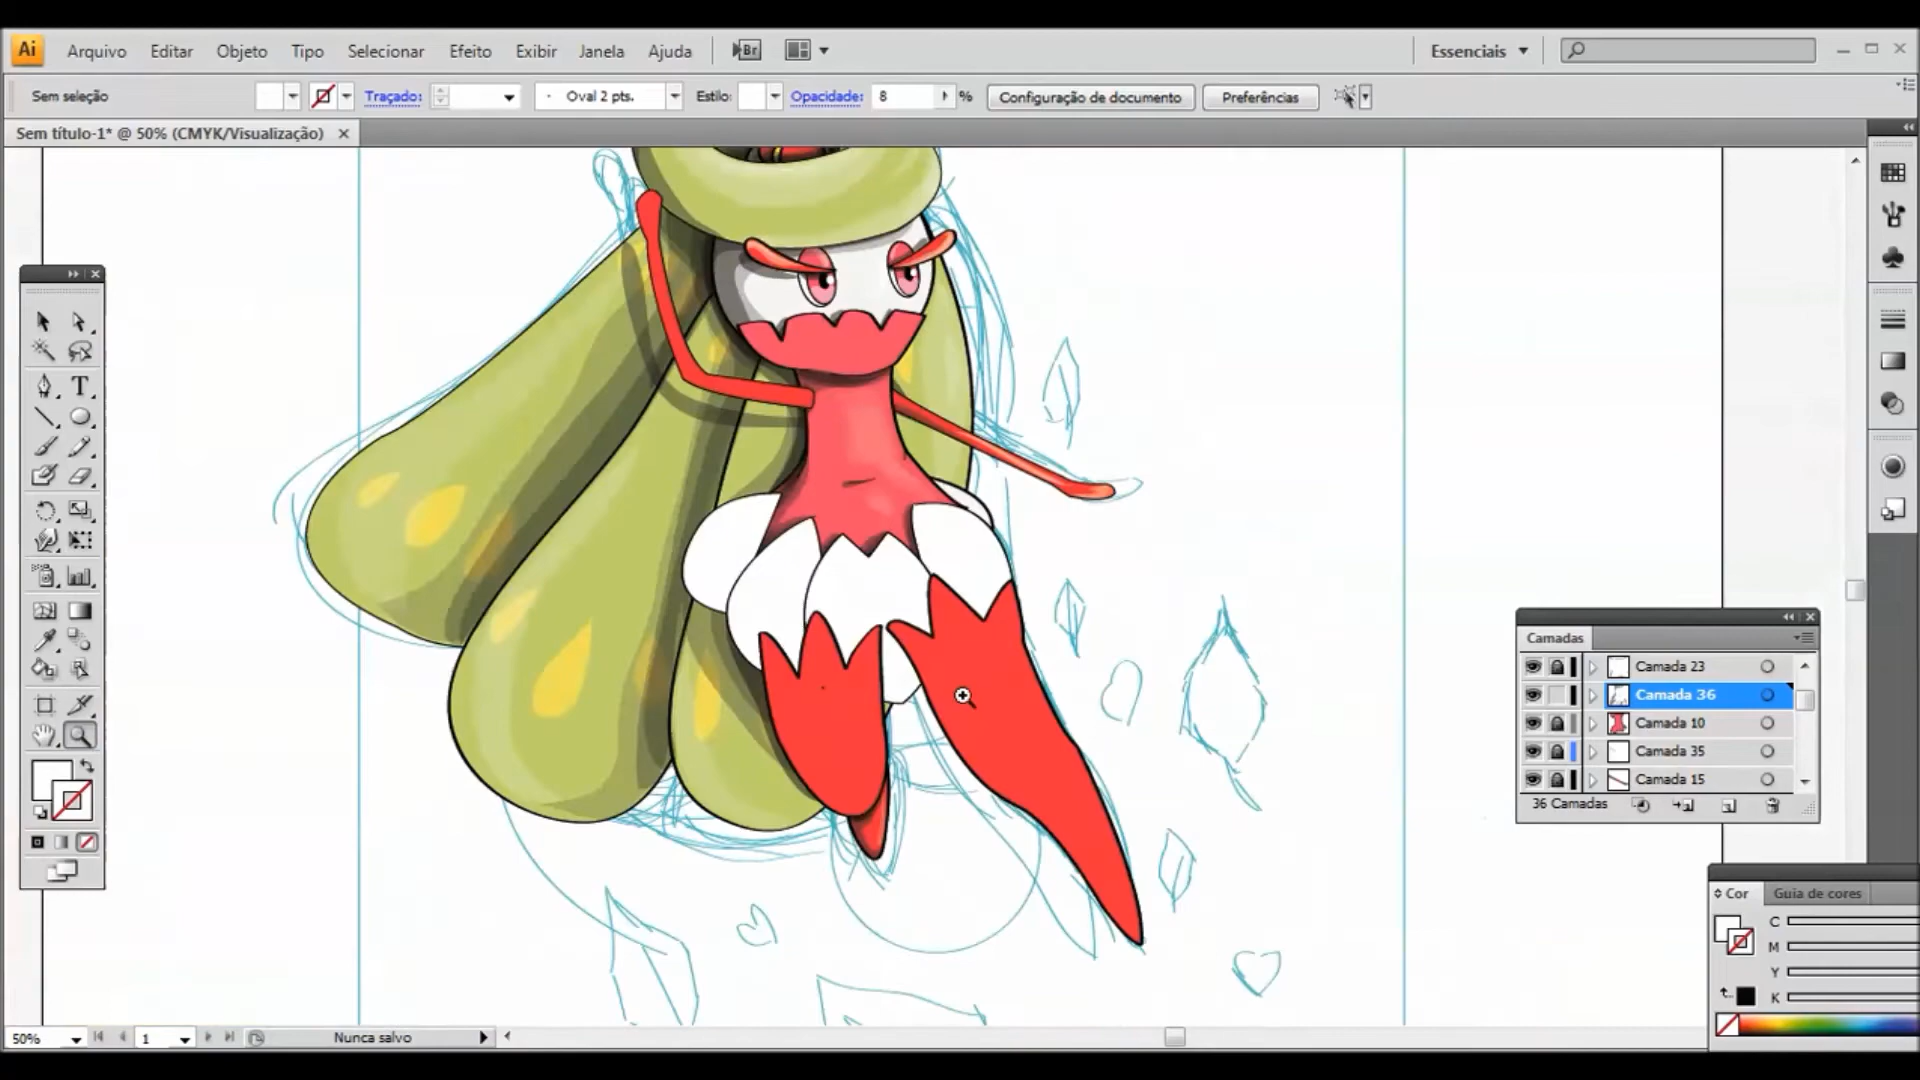 Ai Arquivo Editar Objeto Tipo Selecionar Efeito Exibir Janela Ajuda Br Essenciais
Sem seleção Traçado: Oval 2 pts. Estilo: Opacidade: 8 % Configuração de documento Preferências
Sem título-1* @ 50% (CMYK/Visualização)
T
Camadas
Camada 23
Camada 36
Camada 10
Camada 35
Camada 15
36 Camadas
Cor Guia de cores
C
M
Y
K
50% 1 Nunca salvo